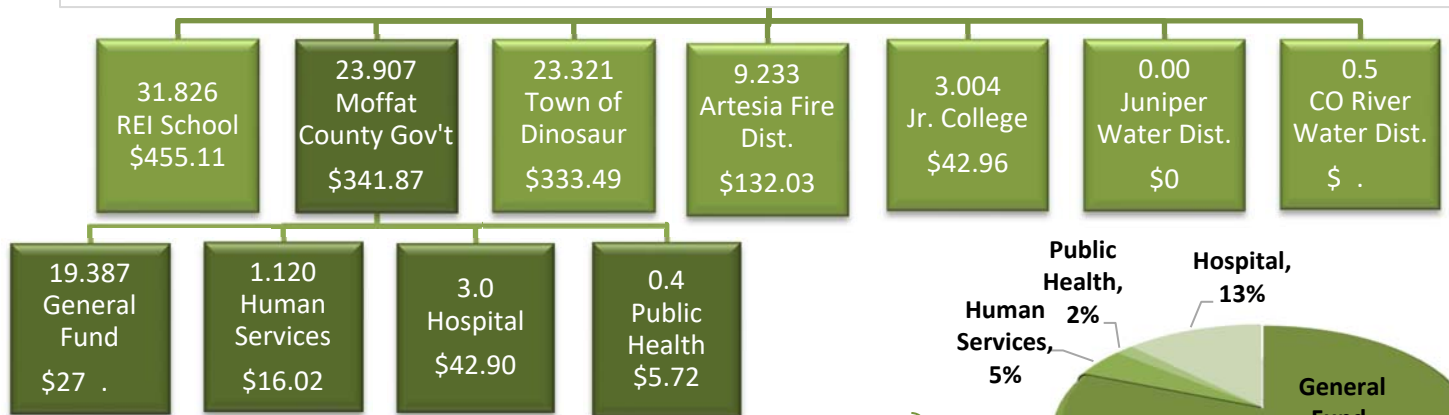 31.826
REI School
$455.11
23.907
Moffat
County Gov't
$341.87
23.321
Town of
Dinosaur
$333.49
9.233
Artesia Fire
Dist.
$132.03
3.004
Jr. College
$42.96
0.00
Juniper
Water Dist.
$0
0.5
CO River
Water Dist.
$ .
19.387
General
Fund
$27 .
1.120
Human
Services
$16.02
3.0
Hospital
$42.90
0.4
Public
Health
$5.72
Public
Health,
2%
Hospital,
13%
Human
Services,
5%
General